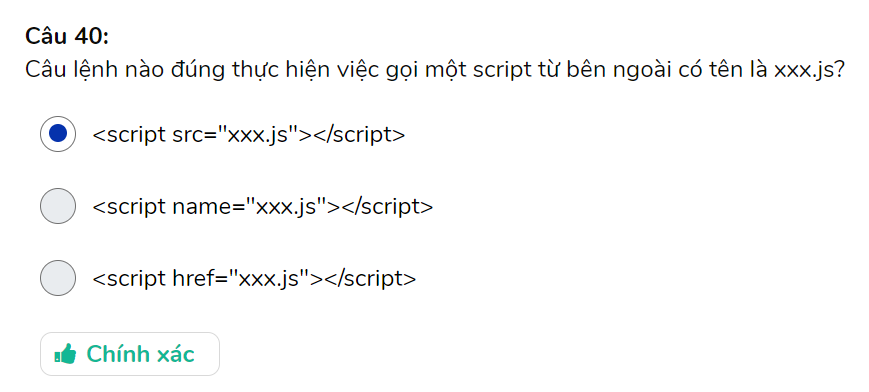 Câu 40:
Câu lệnh nào đúng thực hiện việc gọi một script từ bên ngoài có tên là xxx.js?
<script src="xxx.js"></script>
<script name="xxx.js"></script>
<script href="xxx.js"></script>
Chính xác